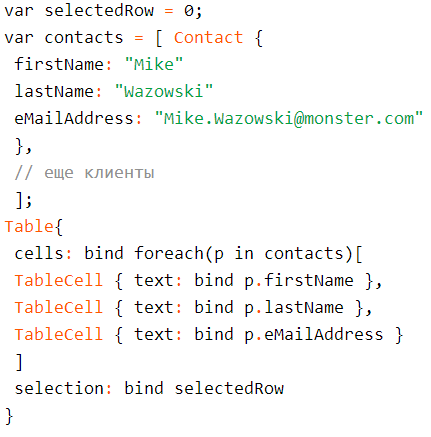 var selectedRow = 0;
var contacts = [ Contact {
firstName: "Mike"
lastName: "Wazowski"
eMailAddress: "Mike.Wazowski@monster.com"
},
// еще клиенты
];
Table{
cells: bind foreach(p in contacts)[
TableCell { text: bind p.firstName },
TableCell { text: bind p.lastName },
TableCell { text: bind p.eMailAddress }
]
selection: bind selectedRow
}